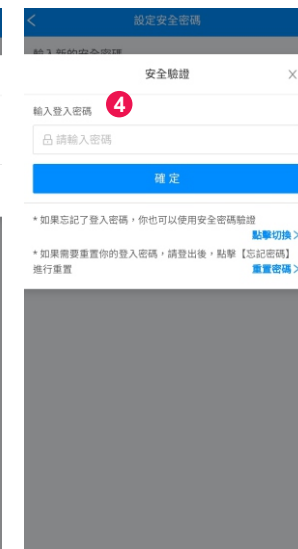 設定安全密碼
輸入新的安全密碼
安全驗證
輸入登入密碼 4
請輸入密碼
確定
* 如果忘記了登入密碼，你也可以使用安全密碼驗證
點擊切換
* 如果需要重置你的登入密碼，請登出後，點擊【忘記密碼】
進行重置 重置密碼